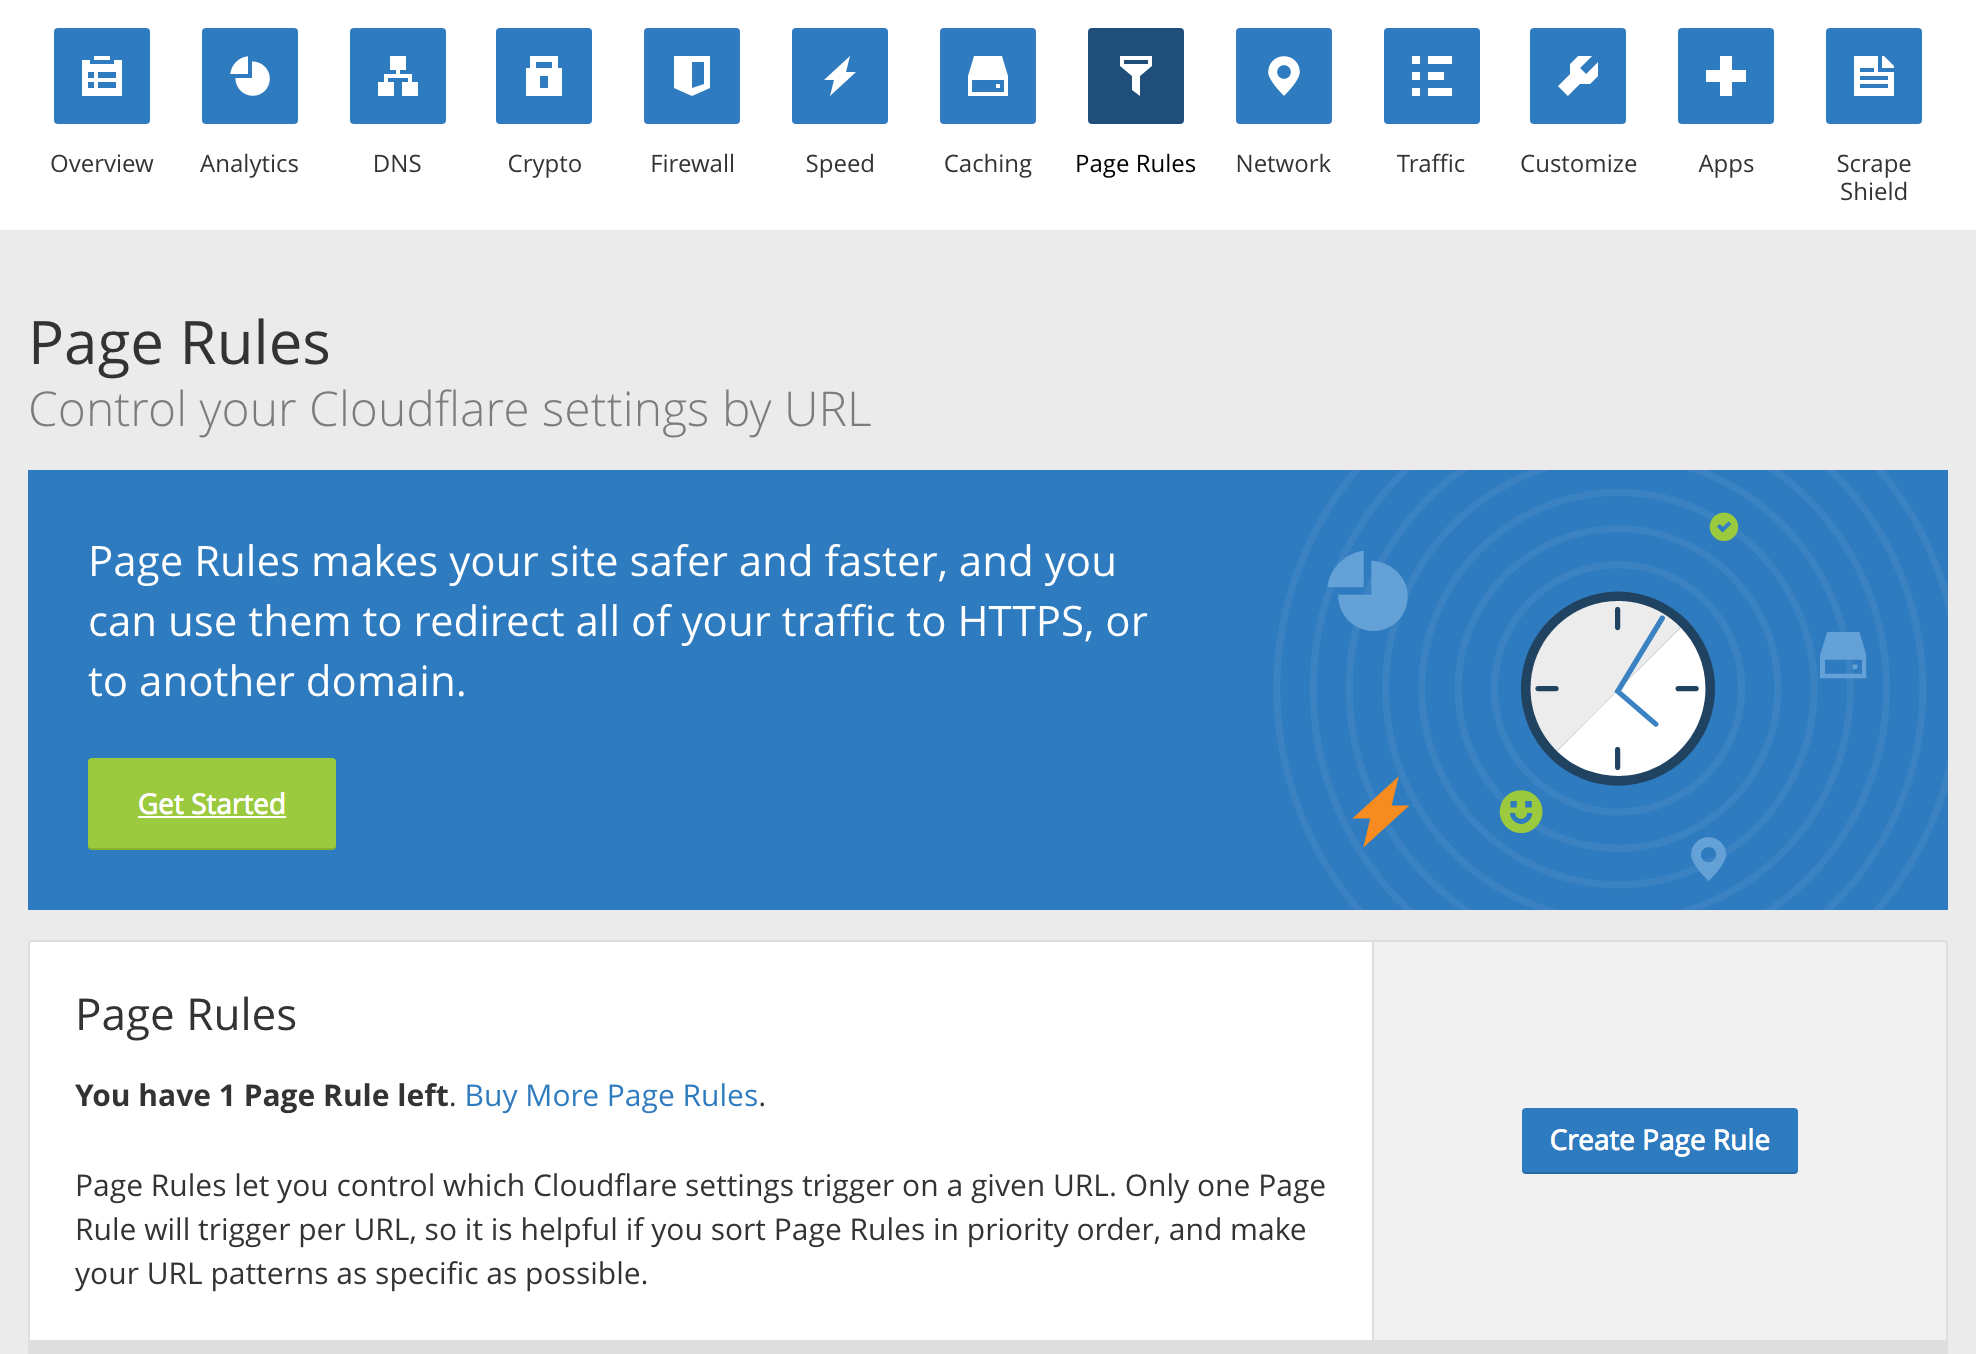 Overview
Analytics
DNS
Crypto
Firewall
Speed
Caching
Page Rules
Network
Traffic
Customize
Apps
Scrape
Shield
Page Rules
Control your Cloudflare settings by URL
Page Rules makes your site safer and faster, and you
can use them to redirect all of your traffic to HTTPS, or
to another domain.
Get Started
Page Rules
You have 1 Page Rule left. Buy More Page Rules.
Page Rules let you control which Cloudflare settings trigger on a given URL. Only one Page
Rule will trigger per URL, so it is helpful if you sort Page Rules in priority order, and make
your URL patterns as specific as possible.
Create Page Rule